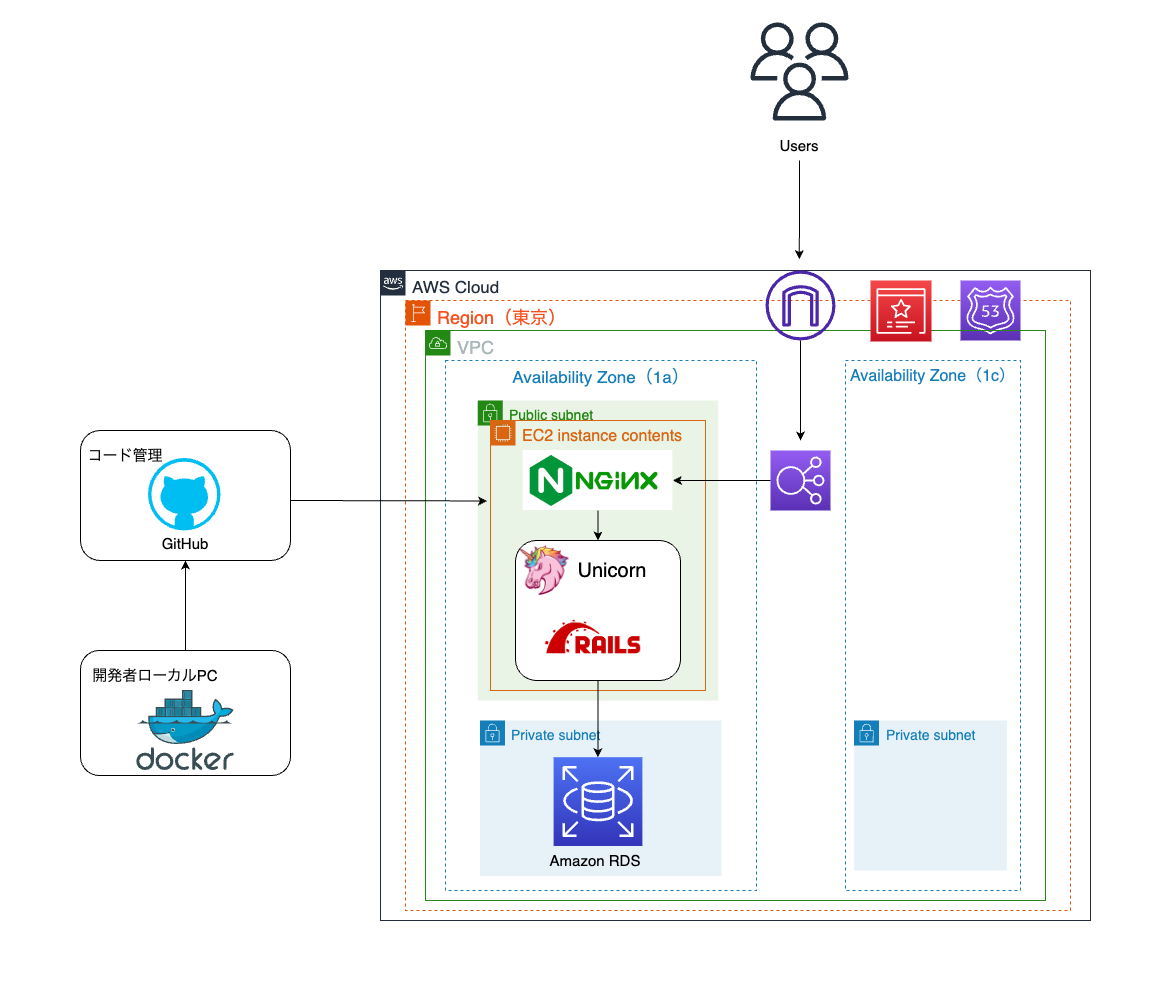 Users
aws
AWS Cloud
Region（東京）
53
VPC
Availability Zone（1a）
Availability Zone（1c）
Public subnet
EC2 instance contents
コード管理
N NGiNX
GitHub
Unicorn
RAILS
開発者ローカルPC
docker
Private subnet
Private subnet
Amazon RDS